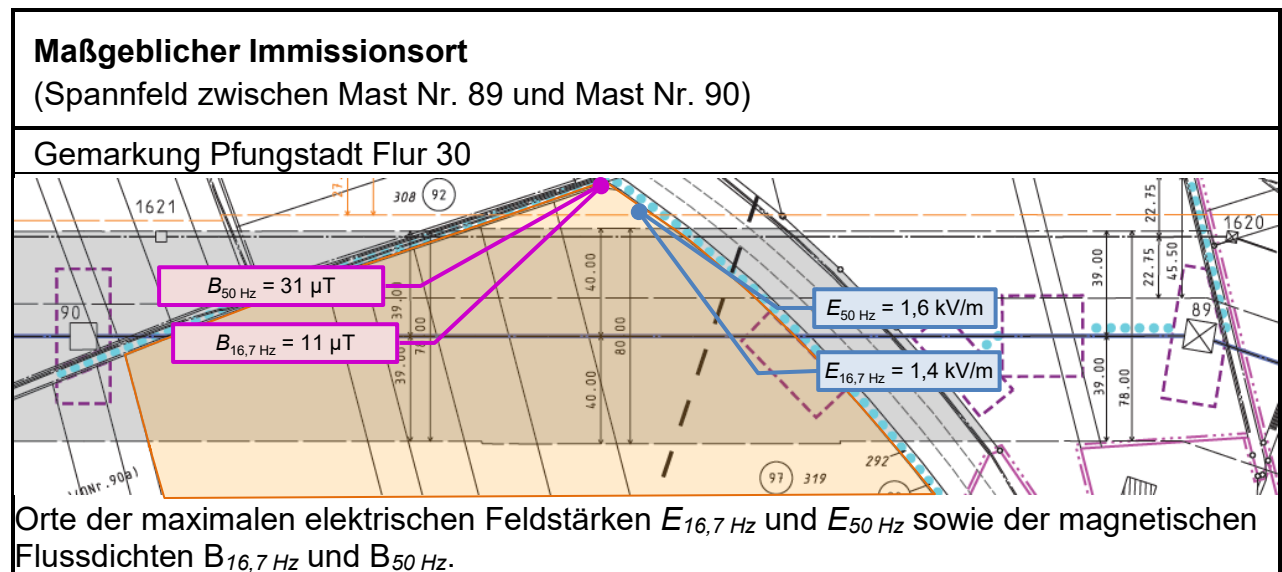 Maßgeblicher Immissionsort
(Spannfeld zwischen Mast Nr. 89 und Mast Nr. 90)
Gemarkung Pfungstadt Flur 30
308 92
1621
1620
22.75
39.00
22.75
45.50
40.00
B50 Hz = 31 µT
E50 Hz = 1,6 kV/m
90
89
39.00
B16,7 Hz = 11 µT
80.00
E16,7 Hz = 1,4 kV/m
39.00
40.00
39.00
78.00
292
97 319
Orte der maximalen elektrischen Feldstärken E16,7 Hz und E50 Hz sowie der magnetischen
Flussdichten B16,7 Hz und B50 Hz.